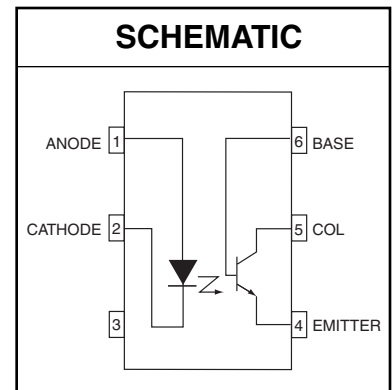 SCHEMATIC
ANODE 1 6 BASE
CATHODE 2 5 COL
3 4 EMITTER